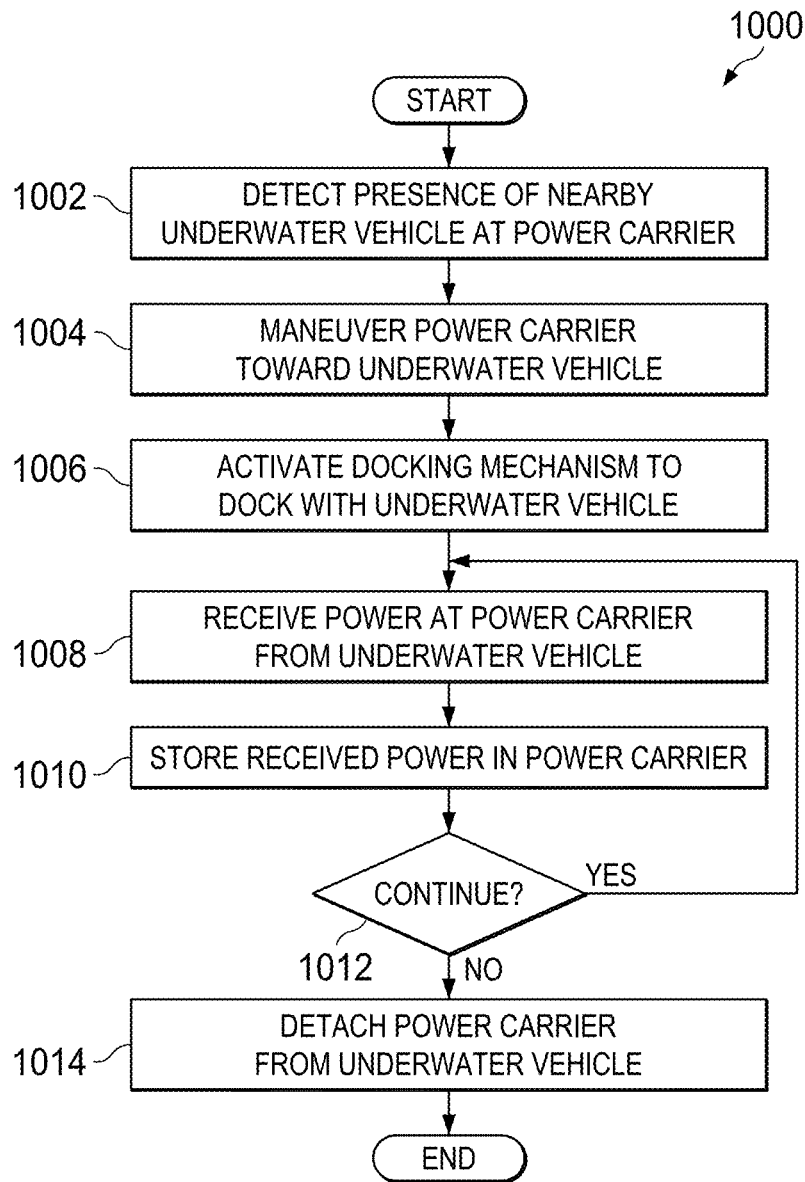 1000
START
1002
DETECT PRESENCE OF NEARBY
UNDERWATER VEHICLE AT POWER CARRIER
1004
MANEUVER POWER CARRIER
TOWARD UNDERWATER VEHICLE
1006
ACTIVATE DOCKING MECHANISM TO
DOCK WITH UNDERWATER VEHICLE
1008
RECEIVE POWER AT POWER CARRIER
FROM UNDERWATER VEHICLE
1010
STORE RECEIVED POWER IN POWER CARRIER
CONTINUE?
YES
1012
NO
1014
DETACH POWER CARRIER
FROM UNDERWATER VEHICLE
END